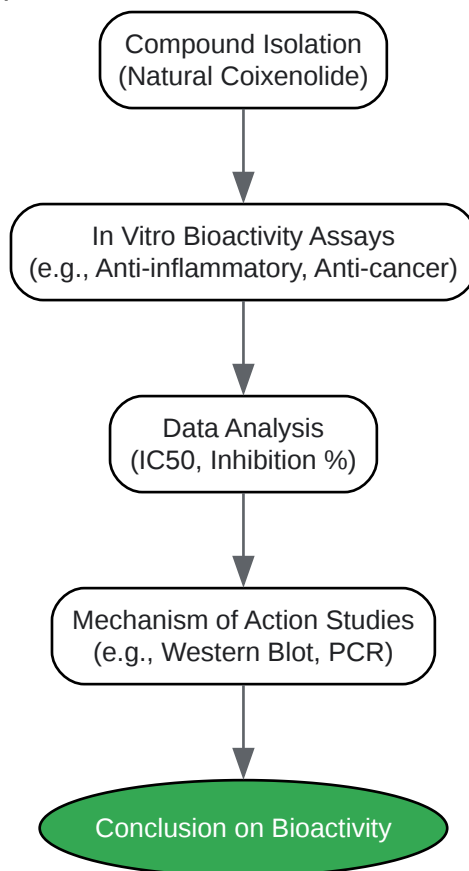 Compound Isolation
(Natural Coixenolide)
In Vitro Bioactivity Assays
(e.g., Anti-inflammatory, Anti-cancer)
Data Analysis
(IC50, Inhibition %)
Mechanism of Action Studies
(e.g., Western Blot, PCR)
Conclusion on Bioactivity